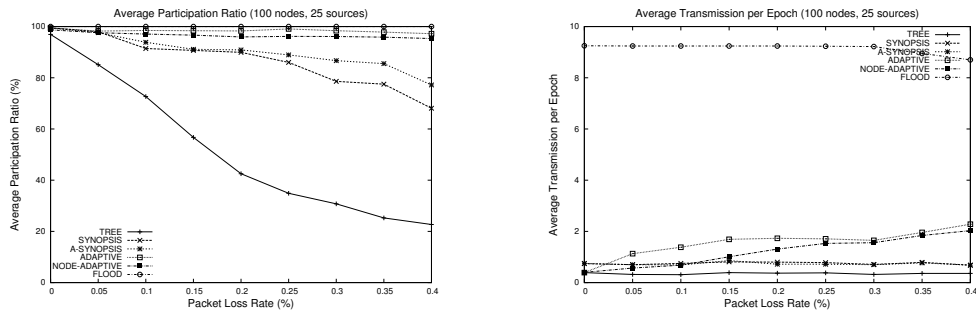 Average Participation Ratio (100 nodes, 25 sources)
100
80
60
40
20
0
Average Participation Ratio (%)
TREE
SYNOPSIS
A-SYNOPSIS
ADAPTIVE
NODE-ADAPTIVE
FLOOD
0 0.05 0.1 0.15 0.2 0.25 0.3 0.35 0.4
Packet Loss Rate (%)
Average Transmission per Epoch (100 nodes, 25 sources)
10
8
6
4
2
0
Average Transmission per Epoch
TREE
SYNOPSIS
A-SYNOPSIS
ADAPTIVE
NODE-ADAPTIVE
FLOOD
0 0.05 0.1 0.15 0.2 0.25 0.3 0.35 0.4
Packet Loss Rate (%)